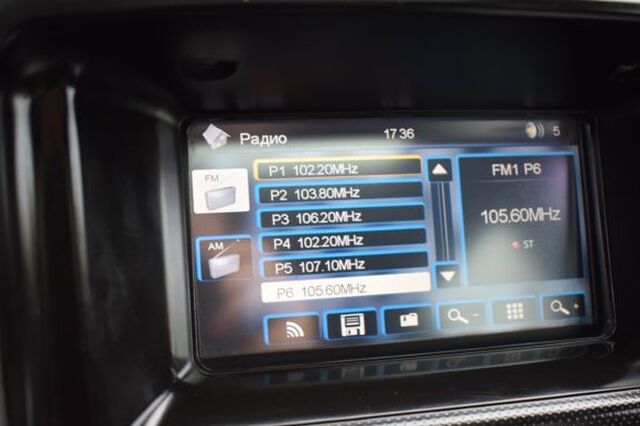 Радио 17 36 5
FM
P1 102.20MHz
P2 103.80MHz
P3 106.20MHz
P4 102.20MHz
P5 107.10MHz
P6 105.60MHz
AM
FM1 P6
105.60MHz
ST
- +